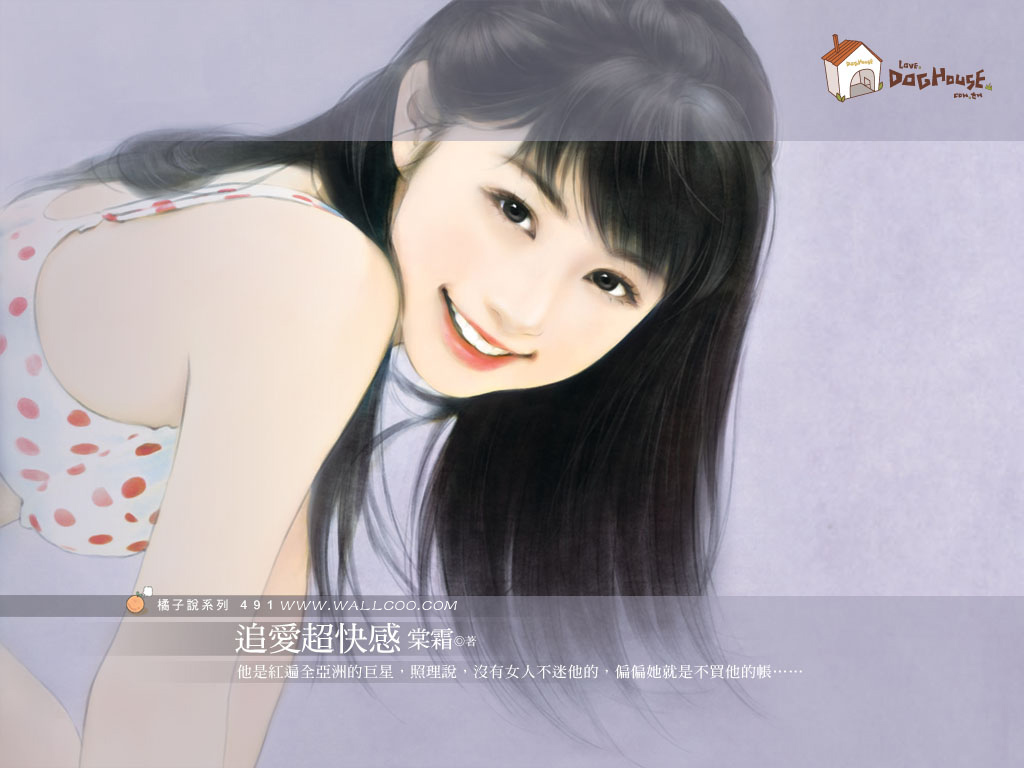 DOGHOUSE
LOVE.
DOGHOUSE
COM.TW
橘子說系列 491 WWW.WALLCOO.COM
追愛超快感 棠霜©著
他是紅遍全亞洲的巨星，照理說，沒有女人不迷他的，偏偏她就是不買他的帳……